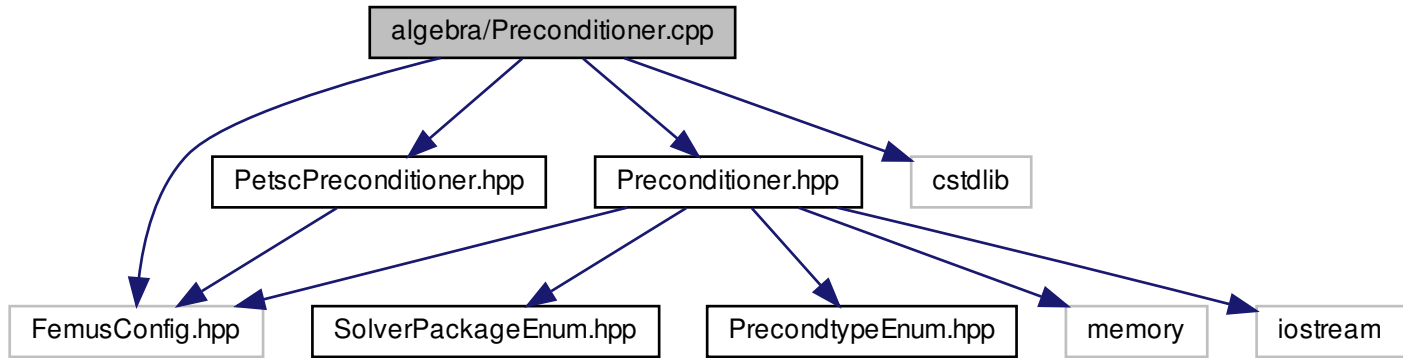 algebra/Preconditioner.cpp
PetscPreconditioner.hpp
Preconditioner.hpp
cstdlib
FemusConfig.hpp
SolverPackageEnum.hpp
PrecondtypeEnum.hpp
memory
iostream